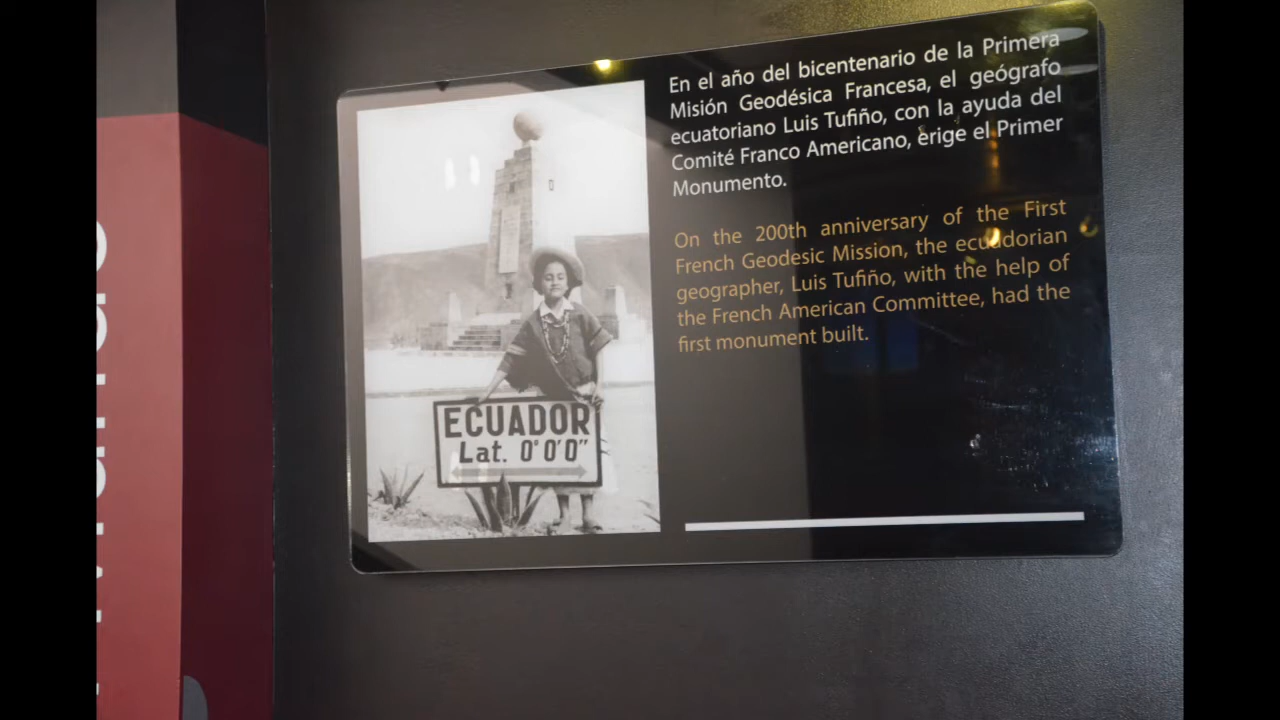 En el año del bicentenario de la Primera
Misión Geodésica Francesa, el geógrafo
ecuatoriano Luis Tufiño, con la ayuda del
Comité Franco Americano, erige el Primer
Monumento.
On the 200th anniversary of the First
French Geodesic Mission, the ecuadorian
geographer, Luis Tufiño, with the help of
the French American Committee, had the
first monument built.
ECUADOR
Lat. 0°0'0"